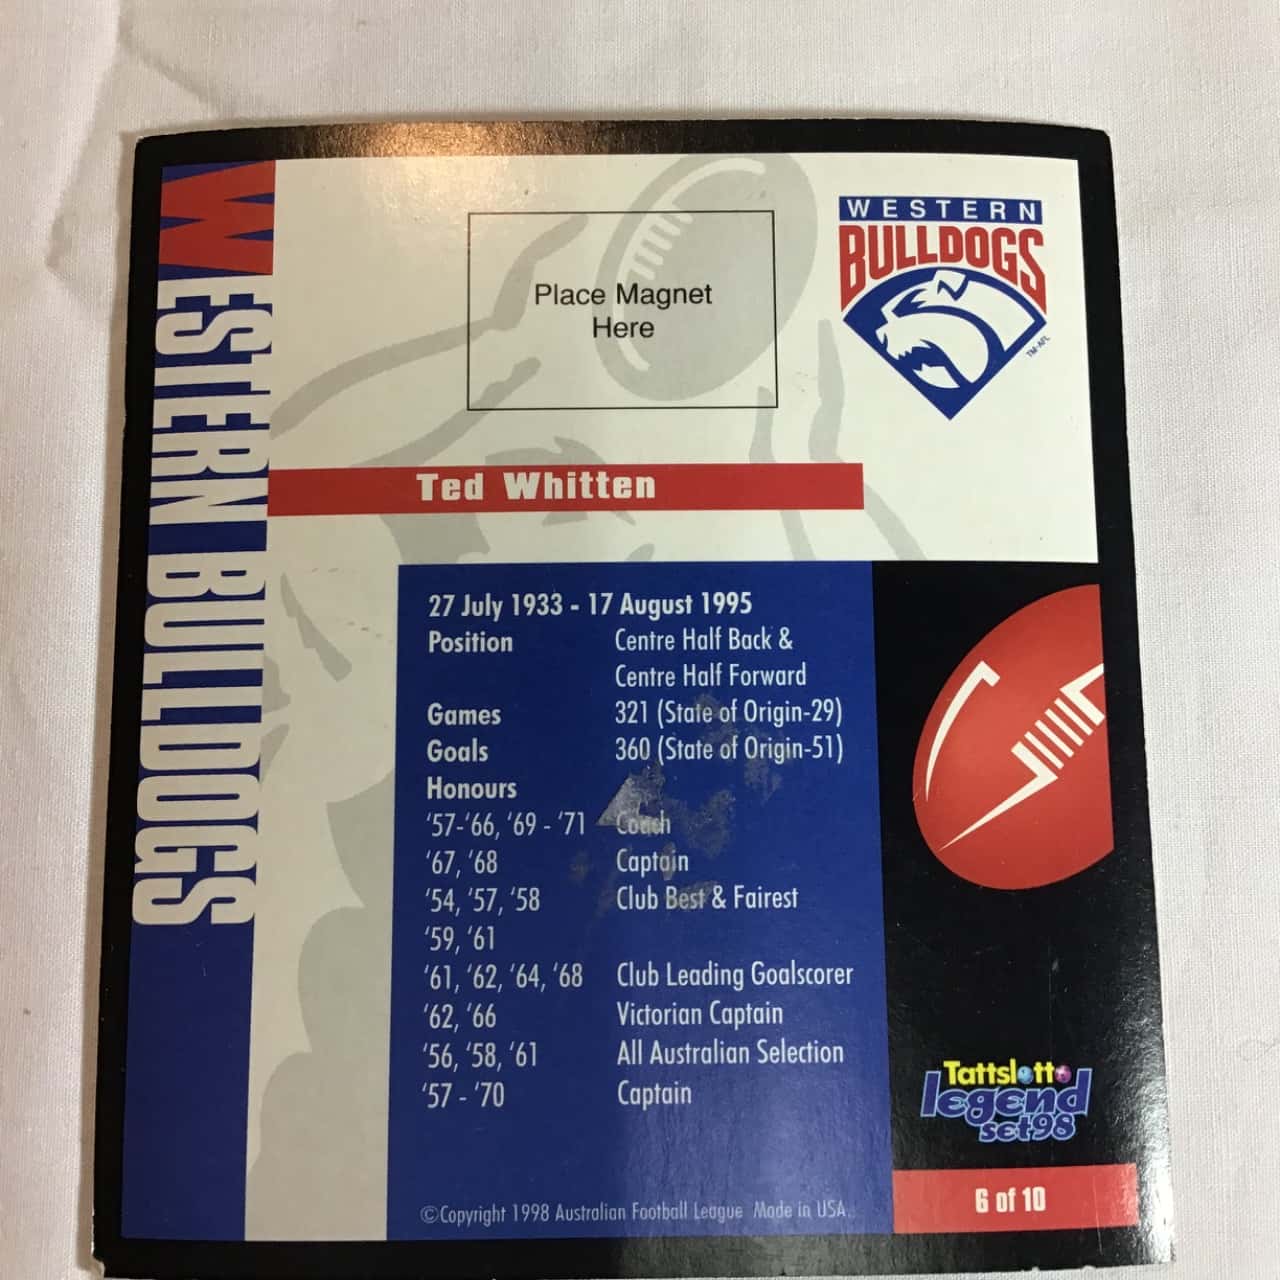 WESTERN BULLDOGS
Place Magnet
Here
WESTERN
BULLDOGS
TM-AFL
Ted Whitten
27 July 1933 - 17 August 1995
Position Centre Half Back &
Centre Half Forward
Games 321 (State of Origin-29)
Goals 360 (State of Origin-51)
Honours
'57-'66, '69 - '71 Coach
'67, '68 Captain
'54, '57, '58 Club Best & Fairest
'59, '61
'61, '62, '64, '68 Club Leading Goalscorer
'62, '66 Victorian Captain
'56, '58, '61 All Australian Selection
'57 - '70 Captain
©Copyright 1998 Australian Football League Made in USA.
Tattslotto
legend
set98
6 of 10